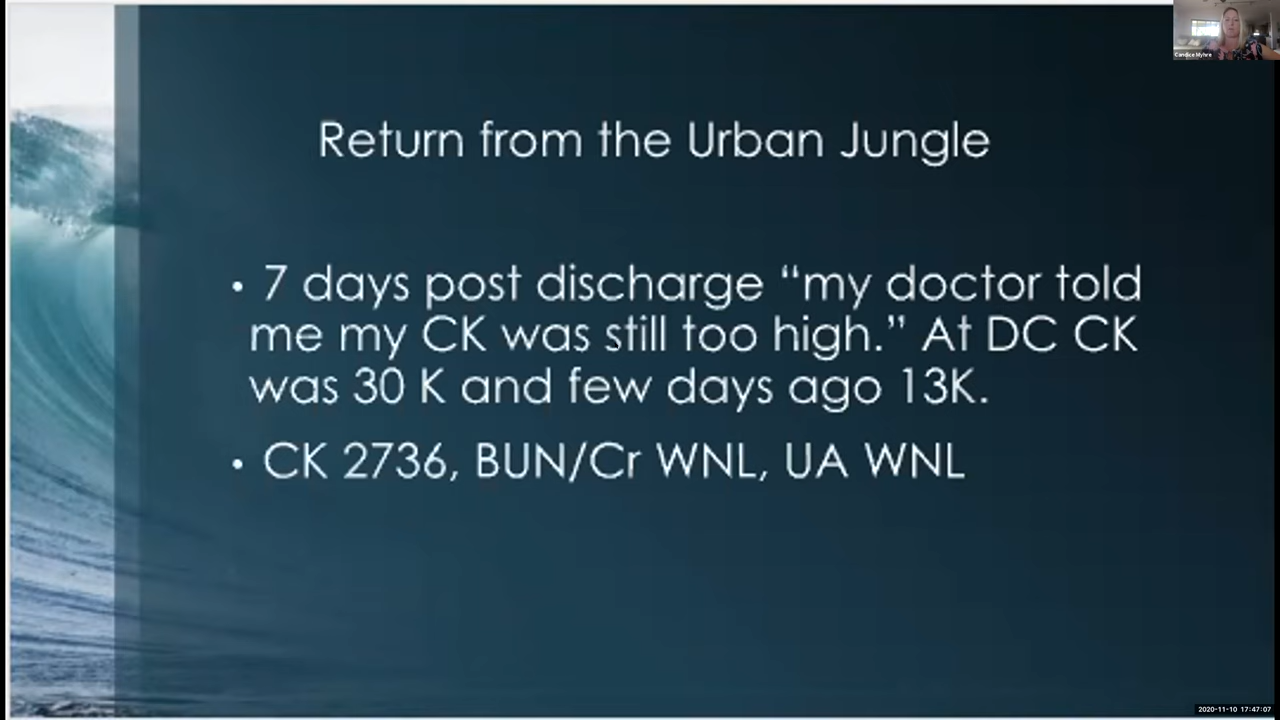 Candice Myhre
Return from the Urban Jungle
• 7 days post discharge “my doctor told
me my CK was still too high.” At DC CK
was 30 K and few days ago 13K.
• CK 2736, BUN/Cr WNL, UA WNL
2020-11-10 17:47:07